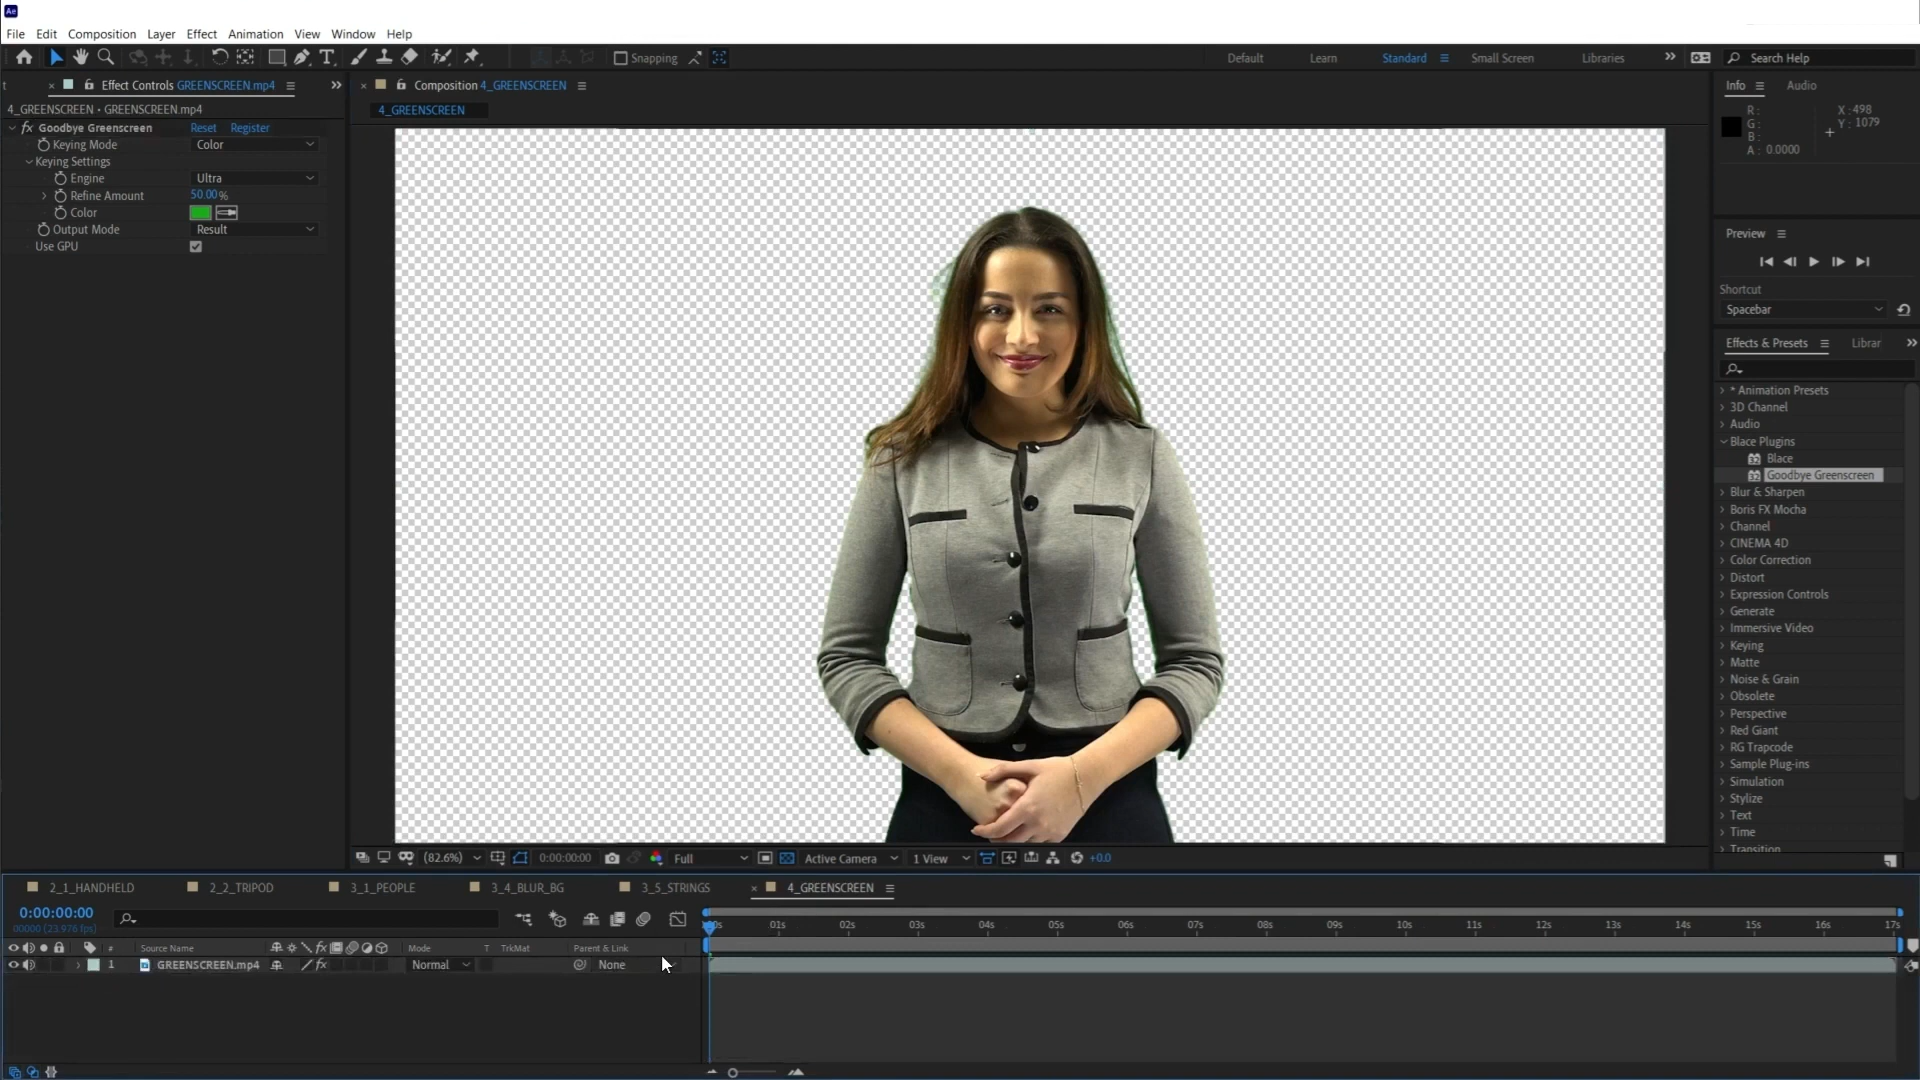 Ae
File Edit Composition Layer Effect Animation View Window Help
Snapping Default Learn Standard Small Screen Libraries Search Help
t Effect Controls GREENSCREEN.mp4
4_GREENSCREEN • GREENSCREEN.mp4
fx Goodbye Greenscreen Reset Register
Keying Mode Color
Keying Settings
Engine Ultra
Refine Amount 50.00%
Color
Output Mode Result
Use GPU
Composition 4_GREENSCREEN
4_GREENSCREEN
(82.6%) 0:00:00:00 Full Active Camera 1 View +0.0
Info Audio
R: X: 498
G: Y: 1079
B:
A: 0.0000
Preview
Shortcut
Spacebar
Effects & Presets Librar
* Animation Presets
3D Channel
Audio
Blace Plugins
Blace
Goodbye Greenscreen
Blur & Sharpen
Boris FX Mocha
Channel
CINEMA 4D
Color Correction
Distort
Expression Controls
Generate
Immersive Video
Keying
Matte
Noise & Grain
Obsolete
Perspective
Red Giant
RG Trapcode
Sample Plug-ins
Simulation
Stylize
Text
Time
Transition
2_1_HANDHELD 2_2_TRIPOD 3_1_PEOPLE 3_4_BLUR_BG 3_5_STRINGS 4_GREENSCREEN
0:00:00:00
00000 (23.976 fps)
01s 02s 03s 04s 05s 06s 07s 08s 09s 10s 11s 12s 13s 14s 15s 16s 17s
# Source Name fx Mode T TrkMat Parent & Link
1 GREENSCREEN.mp4 fx Normal None